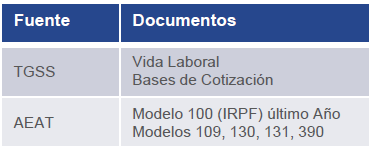 Fuente Documentos
TGSS
Vida Laboral
Bases de Cotización
AEAT
Modelo 100 (IRPF) último Año
Modelos 109, 130, 131, 390